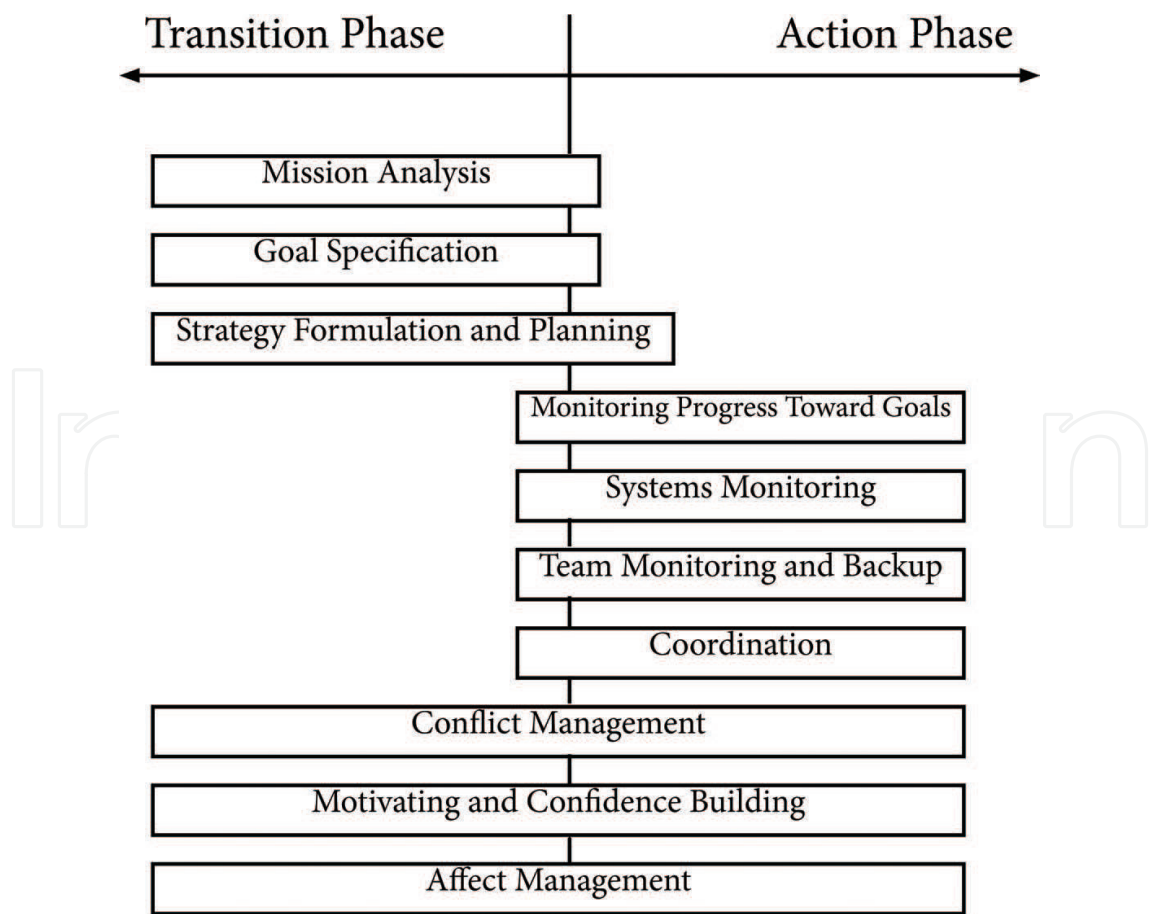 Transition Phase
Action Phase
Mission Analysis
Goal Specification
Strategy Formulation and Planning
Monitoring Progress Toward Goals
Systems Monitoring
Team Monitoring and Backup
Coordination
Conflict Management
Motivating and Confidence Building
Affect Management